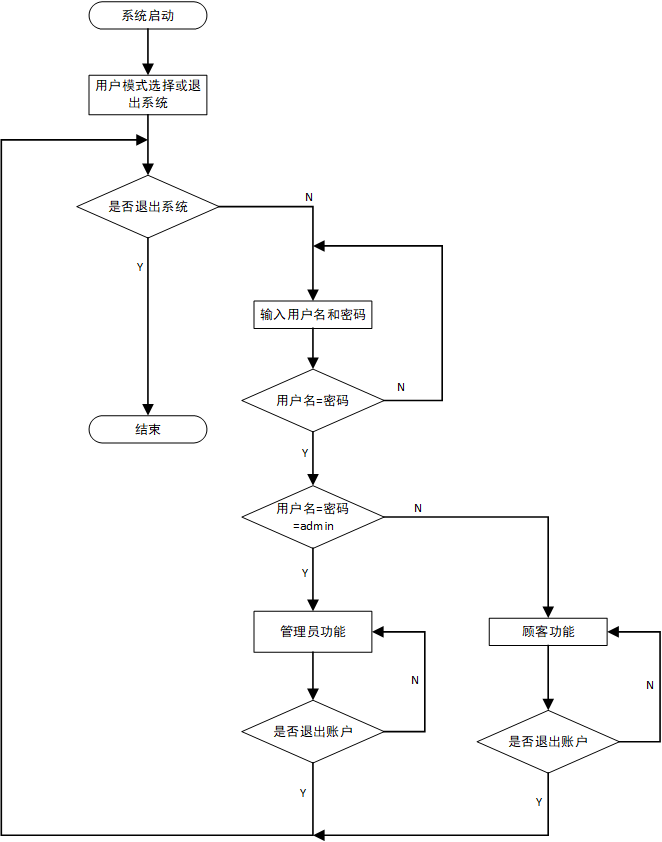 系统启动
用户模式选择或退
出系统
是否退出系统
N
Y
输入用户名和密码
用户名=密码
N
结束
Y
用户名=密码
=admin
N
Y
管理员功能
顾客功能
N
N
是否退出账户
是否退出账户
Y
Y